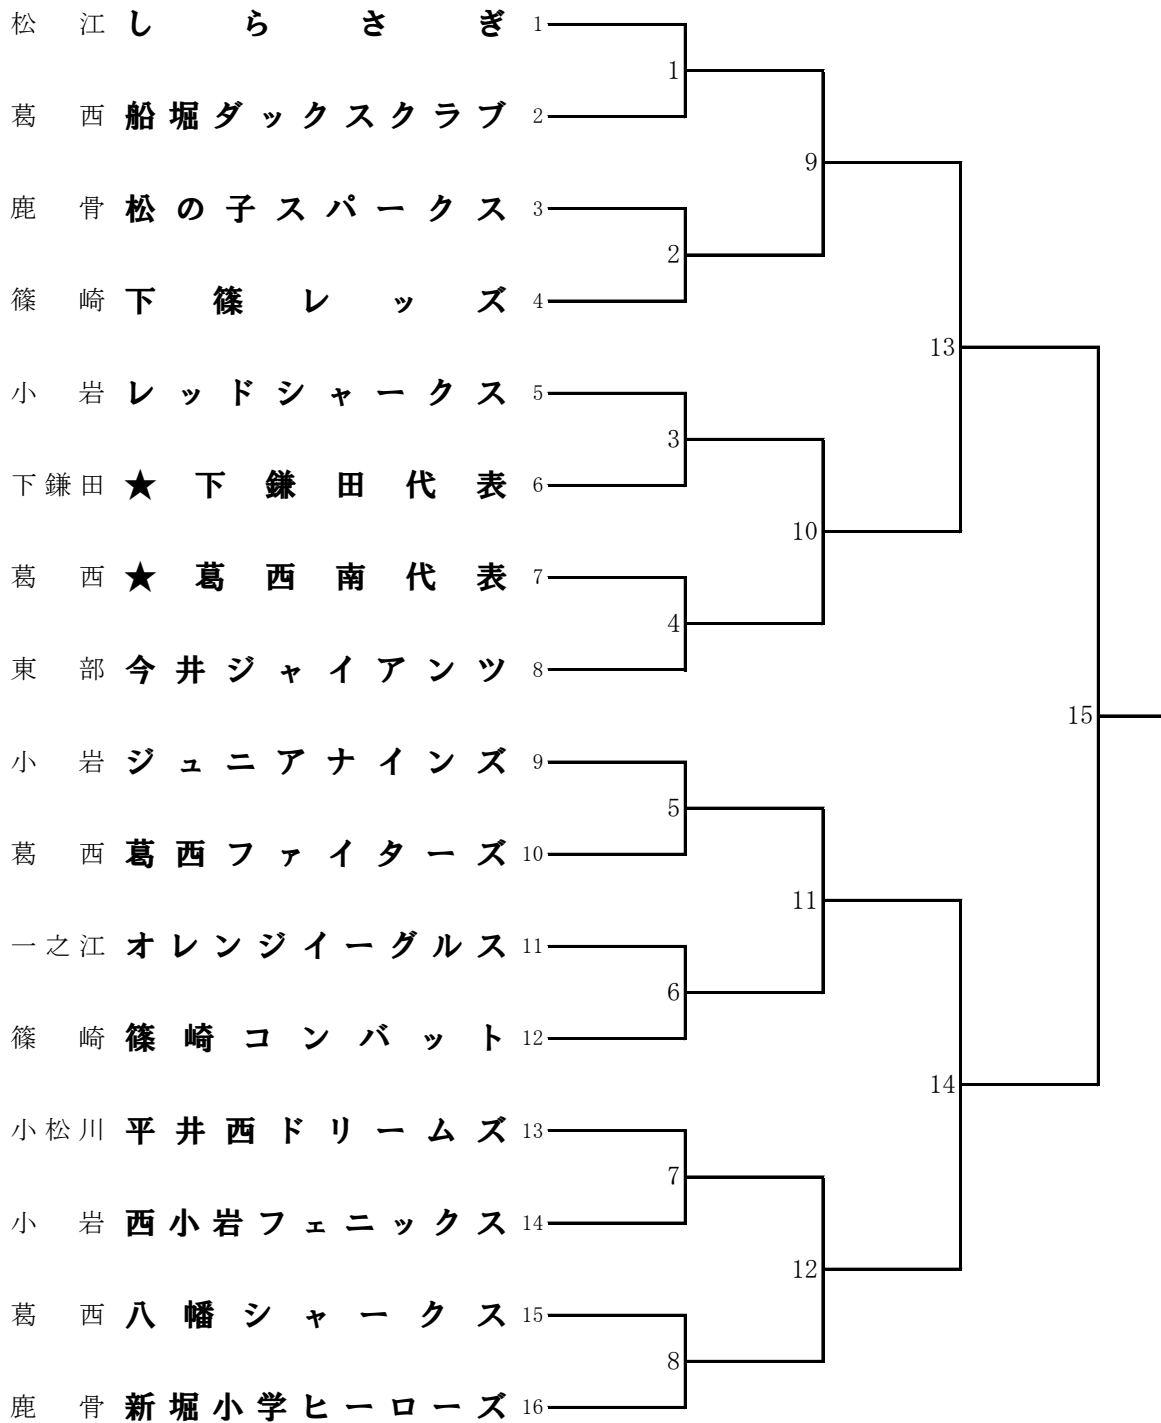 松江 しらさぎ 1
1
葛西 船堀ダックスクラブ 2
9
鹿骨 松の子スパークス 3
2
篠崎 下篠レッズ 4
13
小岩 レッドシャークス 5
3
下鎌田 ★下鎌田代表 6
10
葛西 ★葛西南代表 7
4
東部 今井ジャイアンツ 8
15
小岩 ジュニアナインズ 9
5
葛西 葛西ファイターズ 10
11
一之江 オレンジイーグルス 11
6
篠崎 篠崎コンバット 12
14
小松川 平井西ドリームズ 13
7
小岩 西小岩フェニックス 14
12
葛西 八幡シャークス 15
8
鹿骨 新堀小学ヒーローズ 16